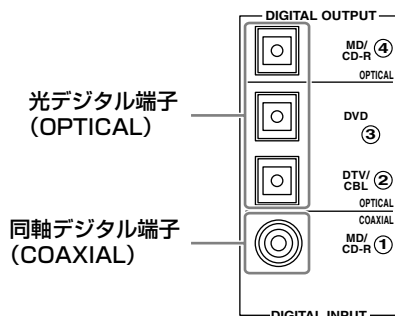 DIGITAL OUTPUT
MD/
CD-R ④
OPTICAL
光デジタル端子
(OPTICAL)
DVD
③
DTV/
CBL ②
OPTICAL
COAXIAL
同軸デジタル端子
(COAXIAL)
MD/
CD-R ①
DIGITAL INPUT